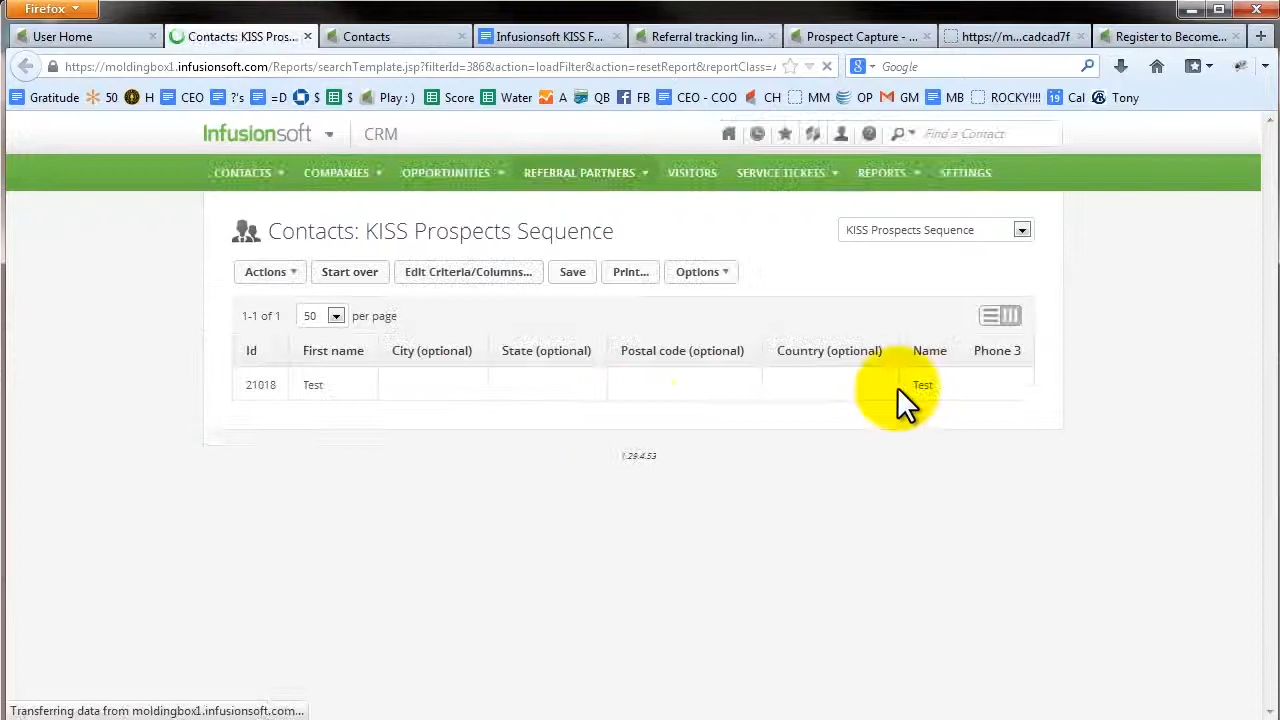 Firefox
User Home
Contacts: KISS Pros...
Contacts
Infusionsoft KISS F...
Referral tracking lin...
Prospect Capture - ...
https://m...cadcad7f
Register to Become...
https://moldingbox1.infusionsoft.com/Reports/searchTemplate.jsp?filterId=386&action=loadFilter&action=resetReport&reportClass=
Google
Gratitude 50 H CEO ?'s =D $ $ Play : ) Score Water A QB FB CEO - COO CH MM OP GM MB ROCKY!!!! Cal Tony
Infusionsoft CRM Find a Contact
CONTACTS COMPANIES OPPORTUNITIES REFERRAL PARTNERS VISITORS SERVICE TICKETS REPORTS SETTINGS
Contacts: KISS Prospects Sequence
KISS Prospects Sequence
Actions Start over Edit Criteria/Columns... Save Print... Options
1-1 of 1 50 per page
Id First name City (optional) State (optional) Postal code (optional) Country (optional) Name Phone 3
21018 Test Test
1.29.4.53
Transferring data from moldingbox1.infusionsoft.com...